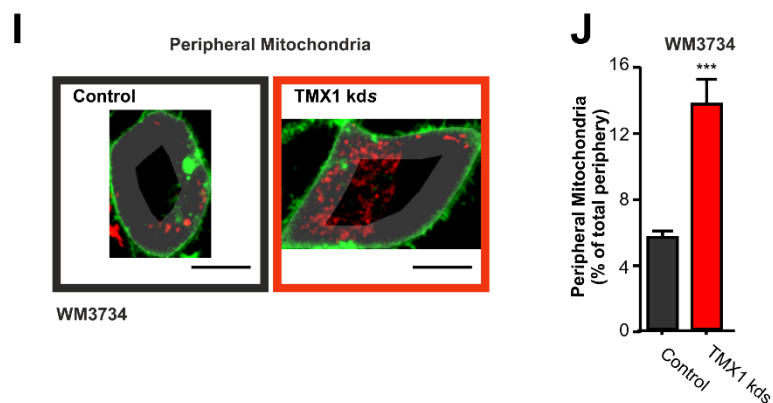 I
Peripheral Mitochondria
Control
TMX1 kds
WM3734
J
WM3734
***
16
12
8
4
0
Peripheral Mitochondria
(% of total periphery)
Control
TMX1 kds